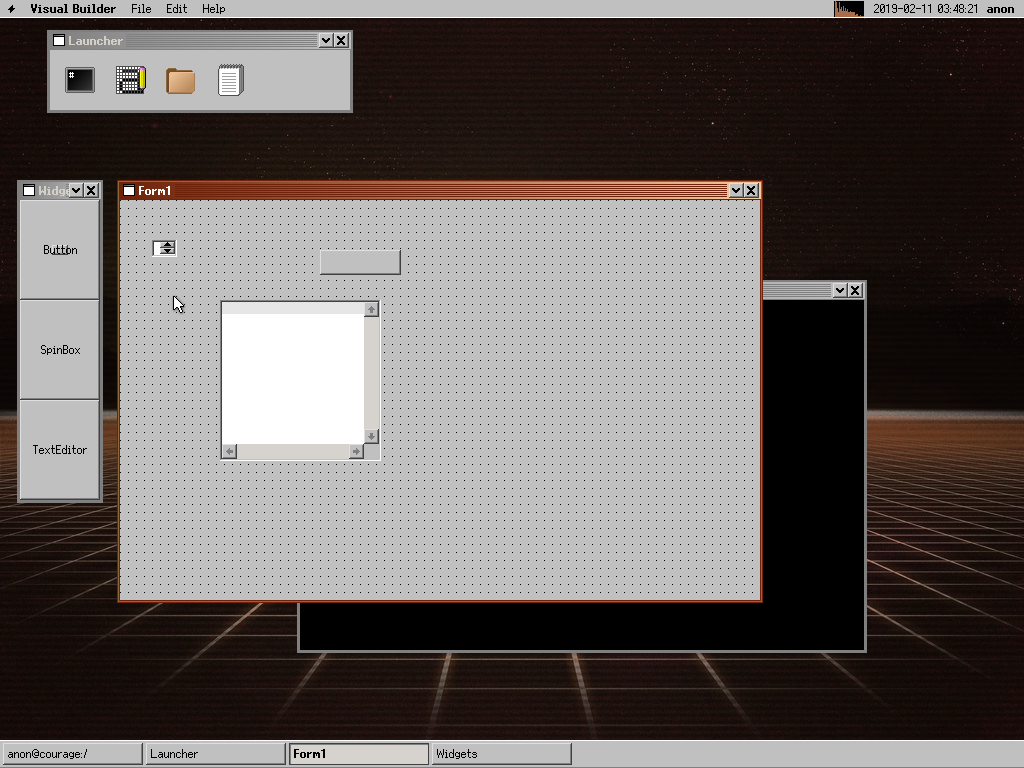 Visual Builder File Edit Help 2019-02-11 03:48:21 anon
Launcher
#
Form1
Button
SpinBox
TextEditor
anon@courage:/ Launcher Form1 Widgets